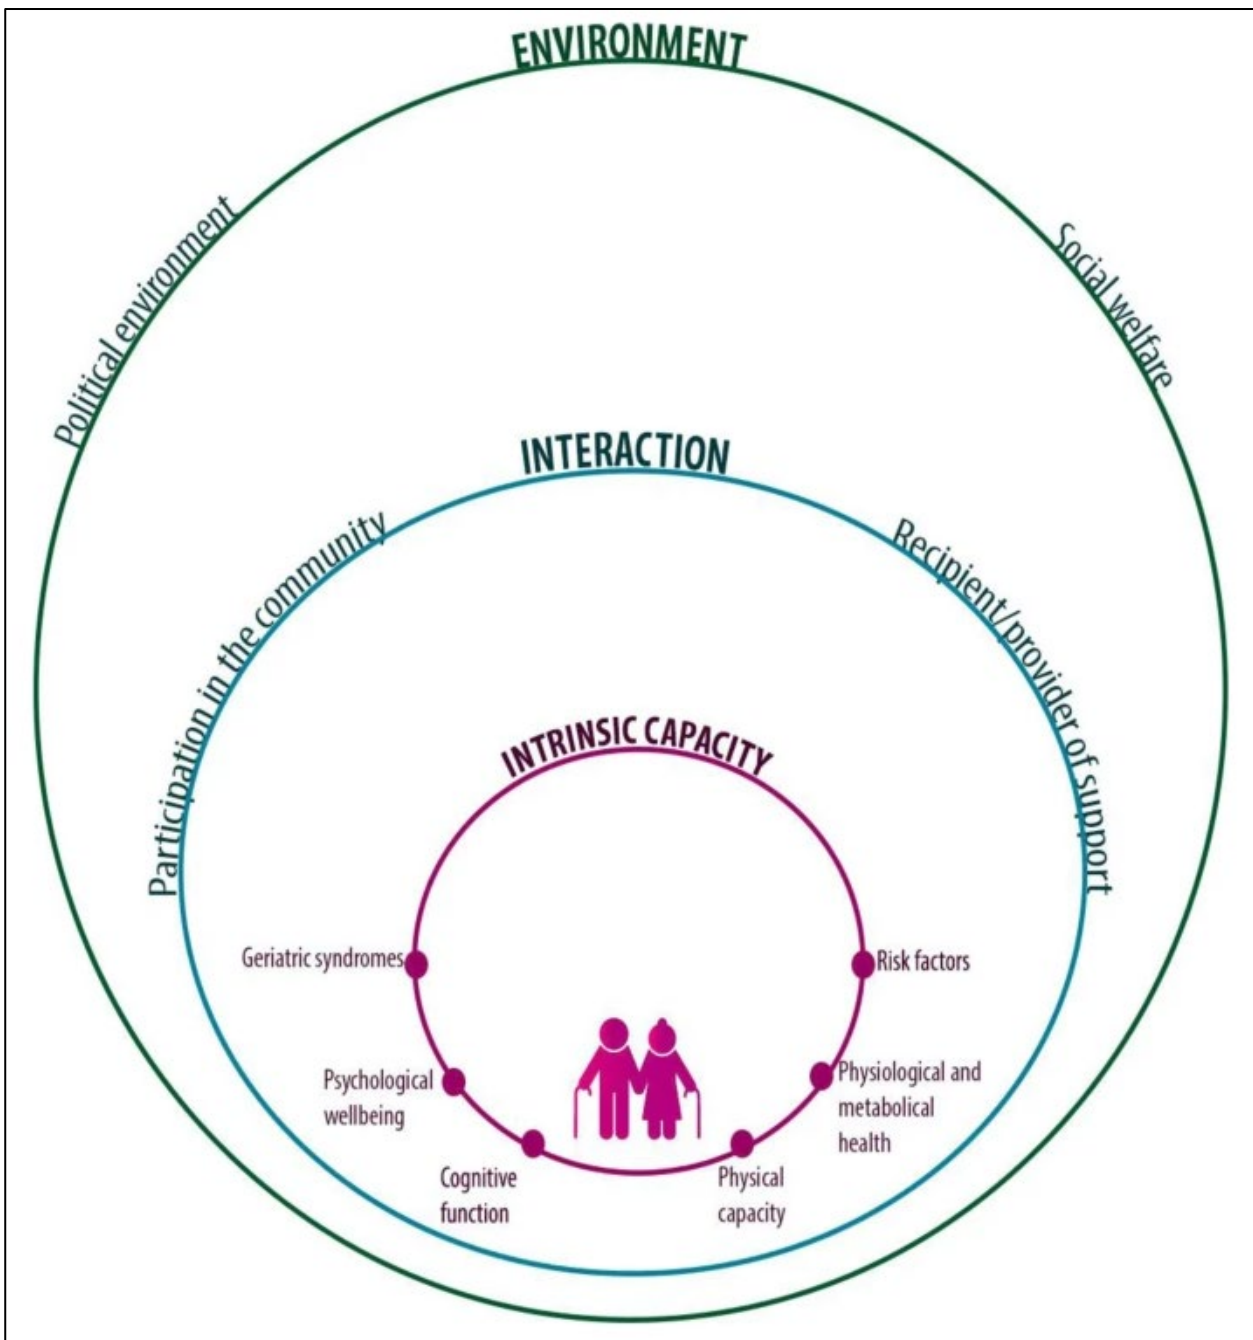 ENVIRONMENT
Political environment
Social welfare
INTERACTION
Participation in the community
Recipient/provider of support
INTRINSIC CAPACITY
Geriatric syndromes
Risk factors
Psychological
wellbeing
Physiological and
metabolical
health
Cognitive
function
Physical
capacity